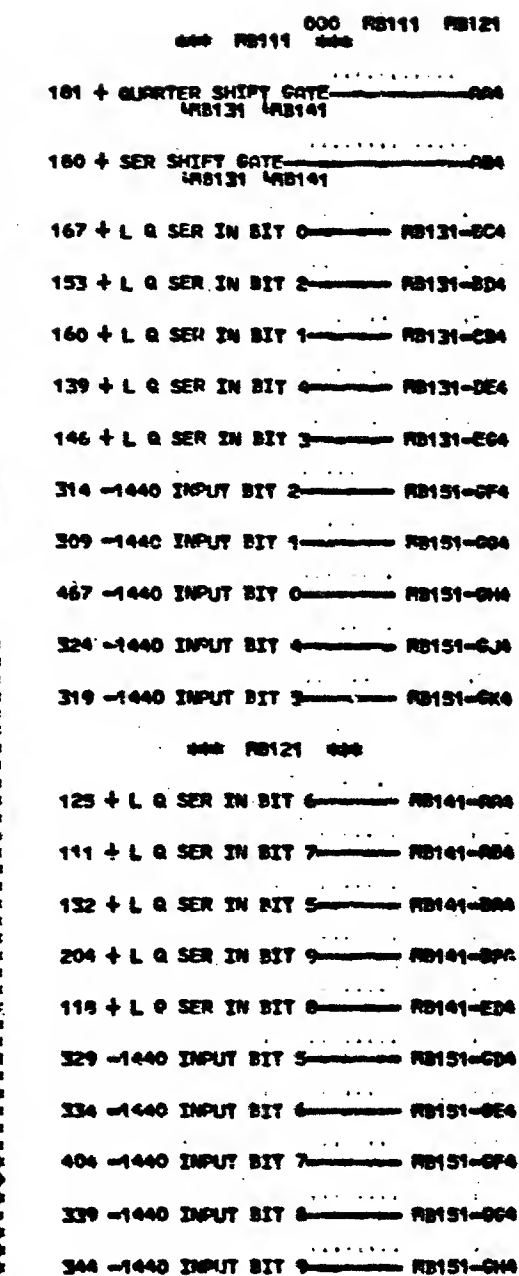 000 RB111 RB121
*** RB111 ***
181 + QUARTER SHIFT GATE AA4
RB131 RB141
180 + SER SHIFT GATE AB4
RB131 RB141
167 + L Q SER IN BIT 0 RB131-DC4
153 + L Q SER IN BIT 2 RB131-BD4
160 + L Q SER IN BIT 1 RB131-CB4
139 + L Q SER IN BIT 4 RB131-DE4
146 + L Q SER IN BIT 3 RB131-EG4
314 -1440 INPUT BIT 2 RB151-GF4
309 -1440 INPUT BIT 1 RB151-GG4
467 -1440 INPUT BIT 0 RB151-GH4
324 -1440 INPUT BIT 4 RB151-GJ4
319 -1440 INPUT BIT 3 RB151-GK4
*** RB121 ***
125 + L Q SER IN BIT 6 RB141-AA4
111 + L Q SER IN BIT 7 RB141-AB4
132 + L Q SER IN BIT 5 RB141-BA4
204 + L Q SER IN BIT 9
118 + L Q SER IN BIT 8 RB141-ED4
329 -1440 INPUT BIT 5 RB151-GD4
334 -1440 INPUT BIT 6 RB151-GE4
404 -1440 INPUT BIT 7 RB151-GF4
339 -1440 INPUT BIT 8 RB151-GG4
344 -1440 INPUT BIT 9 RB151-GH4